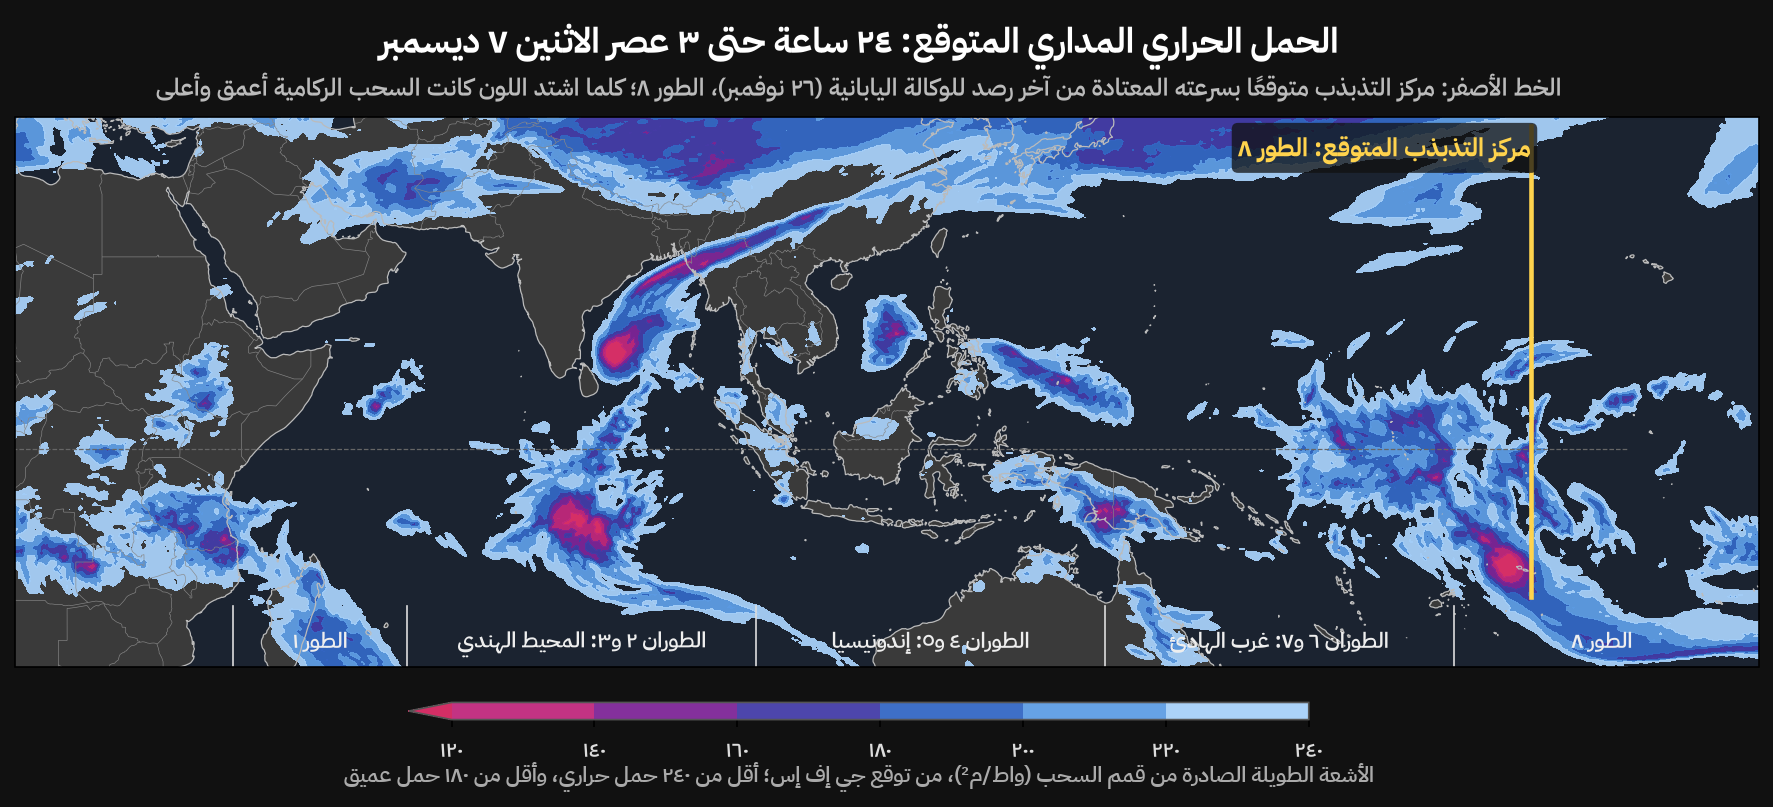 الحمل الحراري المداري المتوقع: ٢٤ ساعة حتى ٣ عصر الاثنين ٧ ديسمبر
الخط الأصفر: مركز التذبذب متوقعًا بسرعته المعتادة من آخر رصد للوكالة اليابانية (٢٦ نوفمبر)، الطور ٨؛ كلما اشتد اللون كانت السحب الركامية أعمق وأعلى
مركز التذبذب المتوقع: الطور ٨
الطور ١
الطوران ٢ و٣: المحيط الهندي
الطوران ٤ و٥: إندونيسيا
الطوران ٦ و٧: غرب الهادئ
الطور ٨
١٢٠ ١٤٠ ١٦٠ ١٨٠ ٢٠٠ ٢٢٠ ٢٤٠
الأشعة الطويلة الصادرة من قمم السحب (واط/م²)، من توقع جي إف إس؛ أقل من ٢٤٠ حمل حراري، وأقل من ١٨٠ حمل عميق